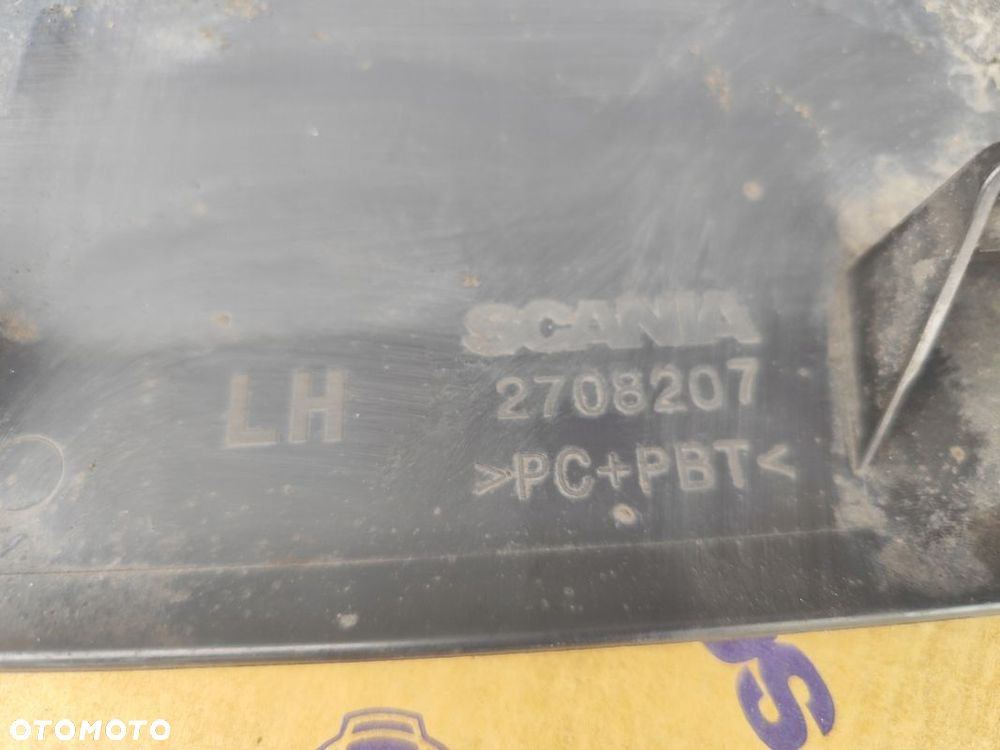 SCANIA
LH 2708207
>PC+PBT<
OTOMOTO